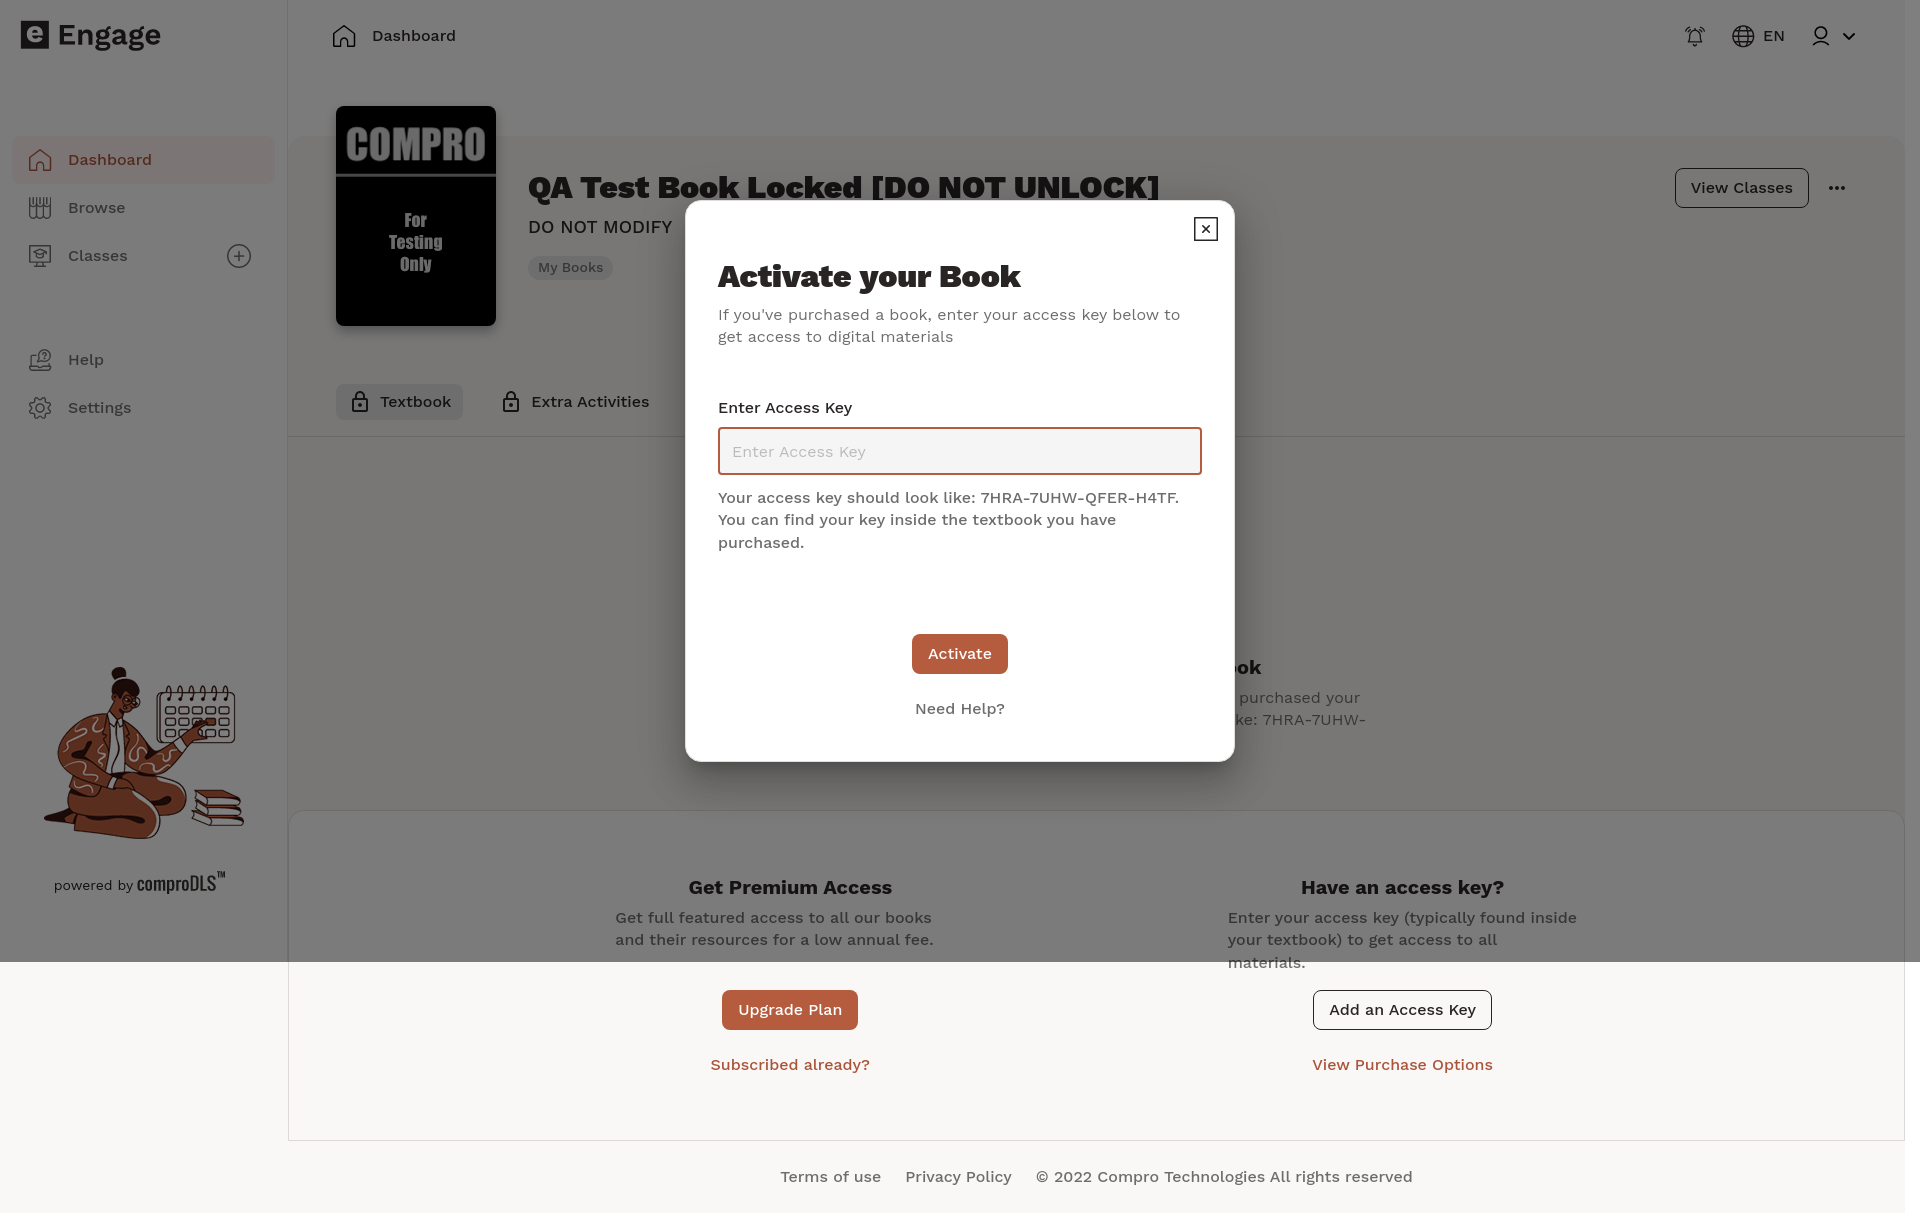 e Engage
Dashboard
EN
Dashboard
Browse
Classes
Help
Settings
powered by comproDLS™
COMPRO
For
Testing
Only
QA Test Book Locked [DO NOT UNLOCK]
DO NOT MODIFY
My Books
View Classes
Textbook
Extra Activities
Activate your Book
If you've purchased a book, enter your access key below to
get access to digital materials
Enter Access Key
Enter Access Key
Your access key should look like: 7HRA-7UHW-QFER-H4TF.
You can find your key inside the textbook you have
purchased.
Activate
Need Help?
purchased your
7HRA-7UHW-
Get Premium Access
Get full featured access to all our books
and their resources for a low annual fee.
Upgrade Plan
Subscribed already?
Have an access key?
Enter your access key (typically found inside
your textbook) to get access to all
materials.
Add an Access Key
View Purchase Options
Terms of use
Privacy Policy
© 2022 Compro Technologies All rights reserved